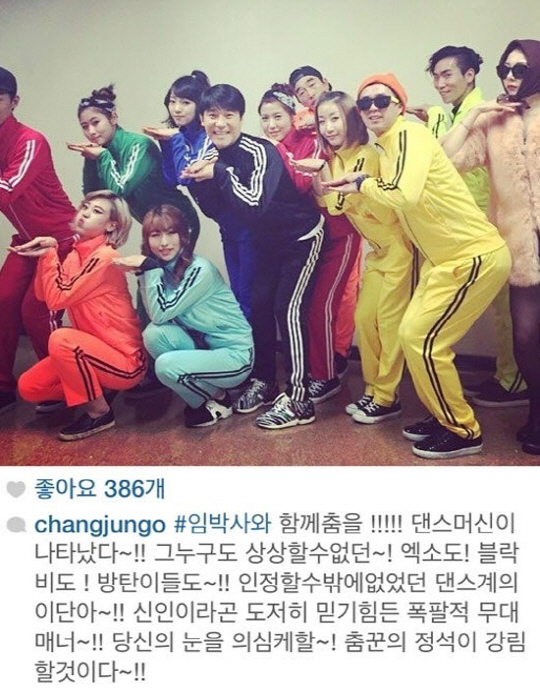 좋아요 386개
changjungo #임박사와 함께춤을 !!!!! 댄스머신이
나타났다~!! 그누구도 상상할수없던~! 엑소도! 블락
비도 ! 방탄이들도~!! 인정할수밖에없었던 댄스계의
이단아~!! 신인이라곤 도저히 믿기힘든 폭팔적 무대
매너~!! 당신의 눈을 의심케할~! 춤꾼의 정석이 강림
할것이다~!!